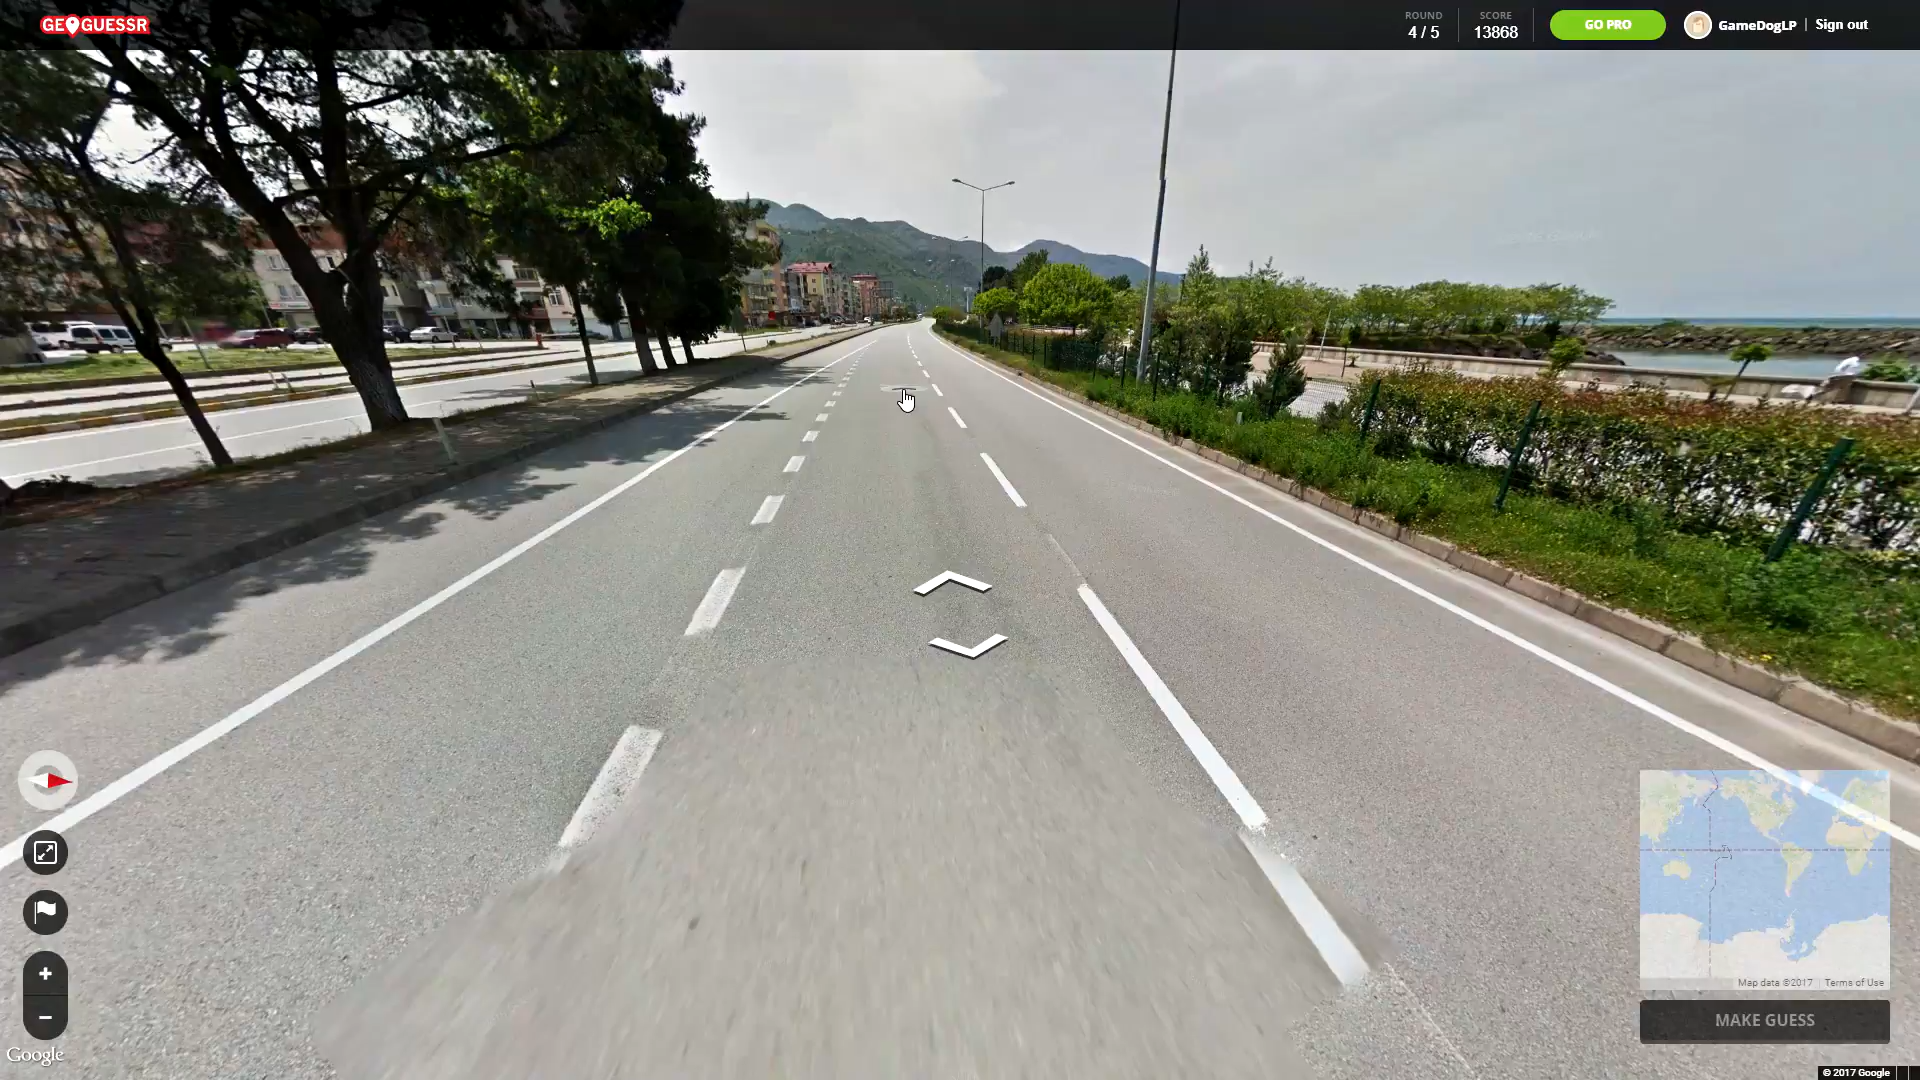 GEOGUESSR
ROUND
4 / 5
SCORE
13868
GO PRO
GameDogLP
Sign out
Map data ©2017
Terms of Use
MAKE GUESS
Google
© 2017 Google